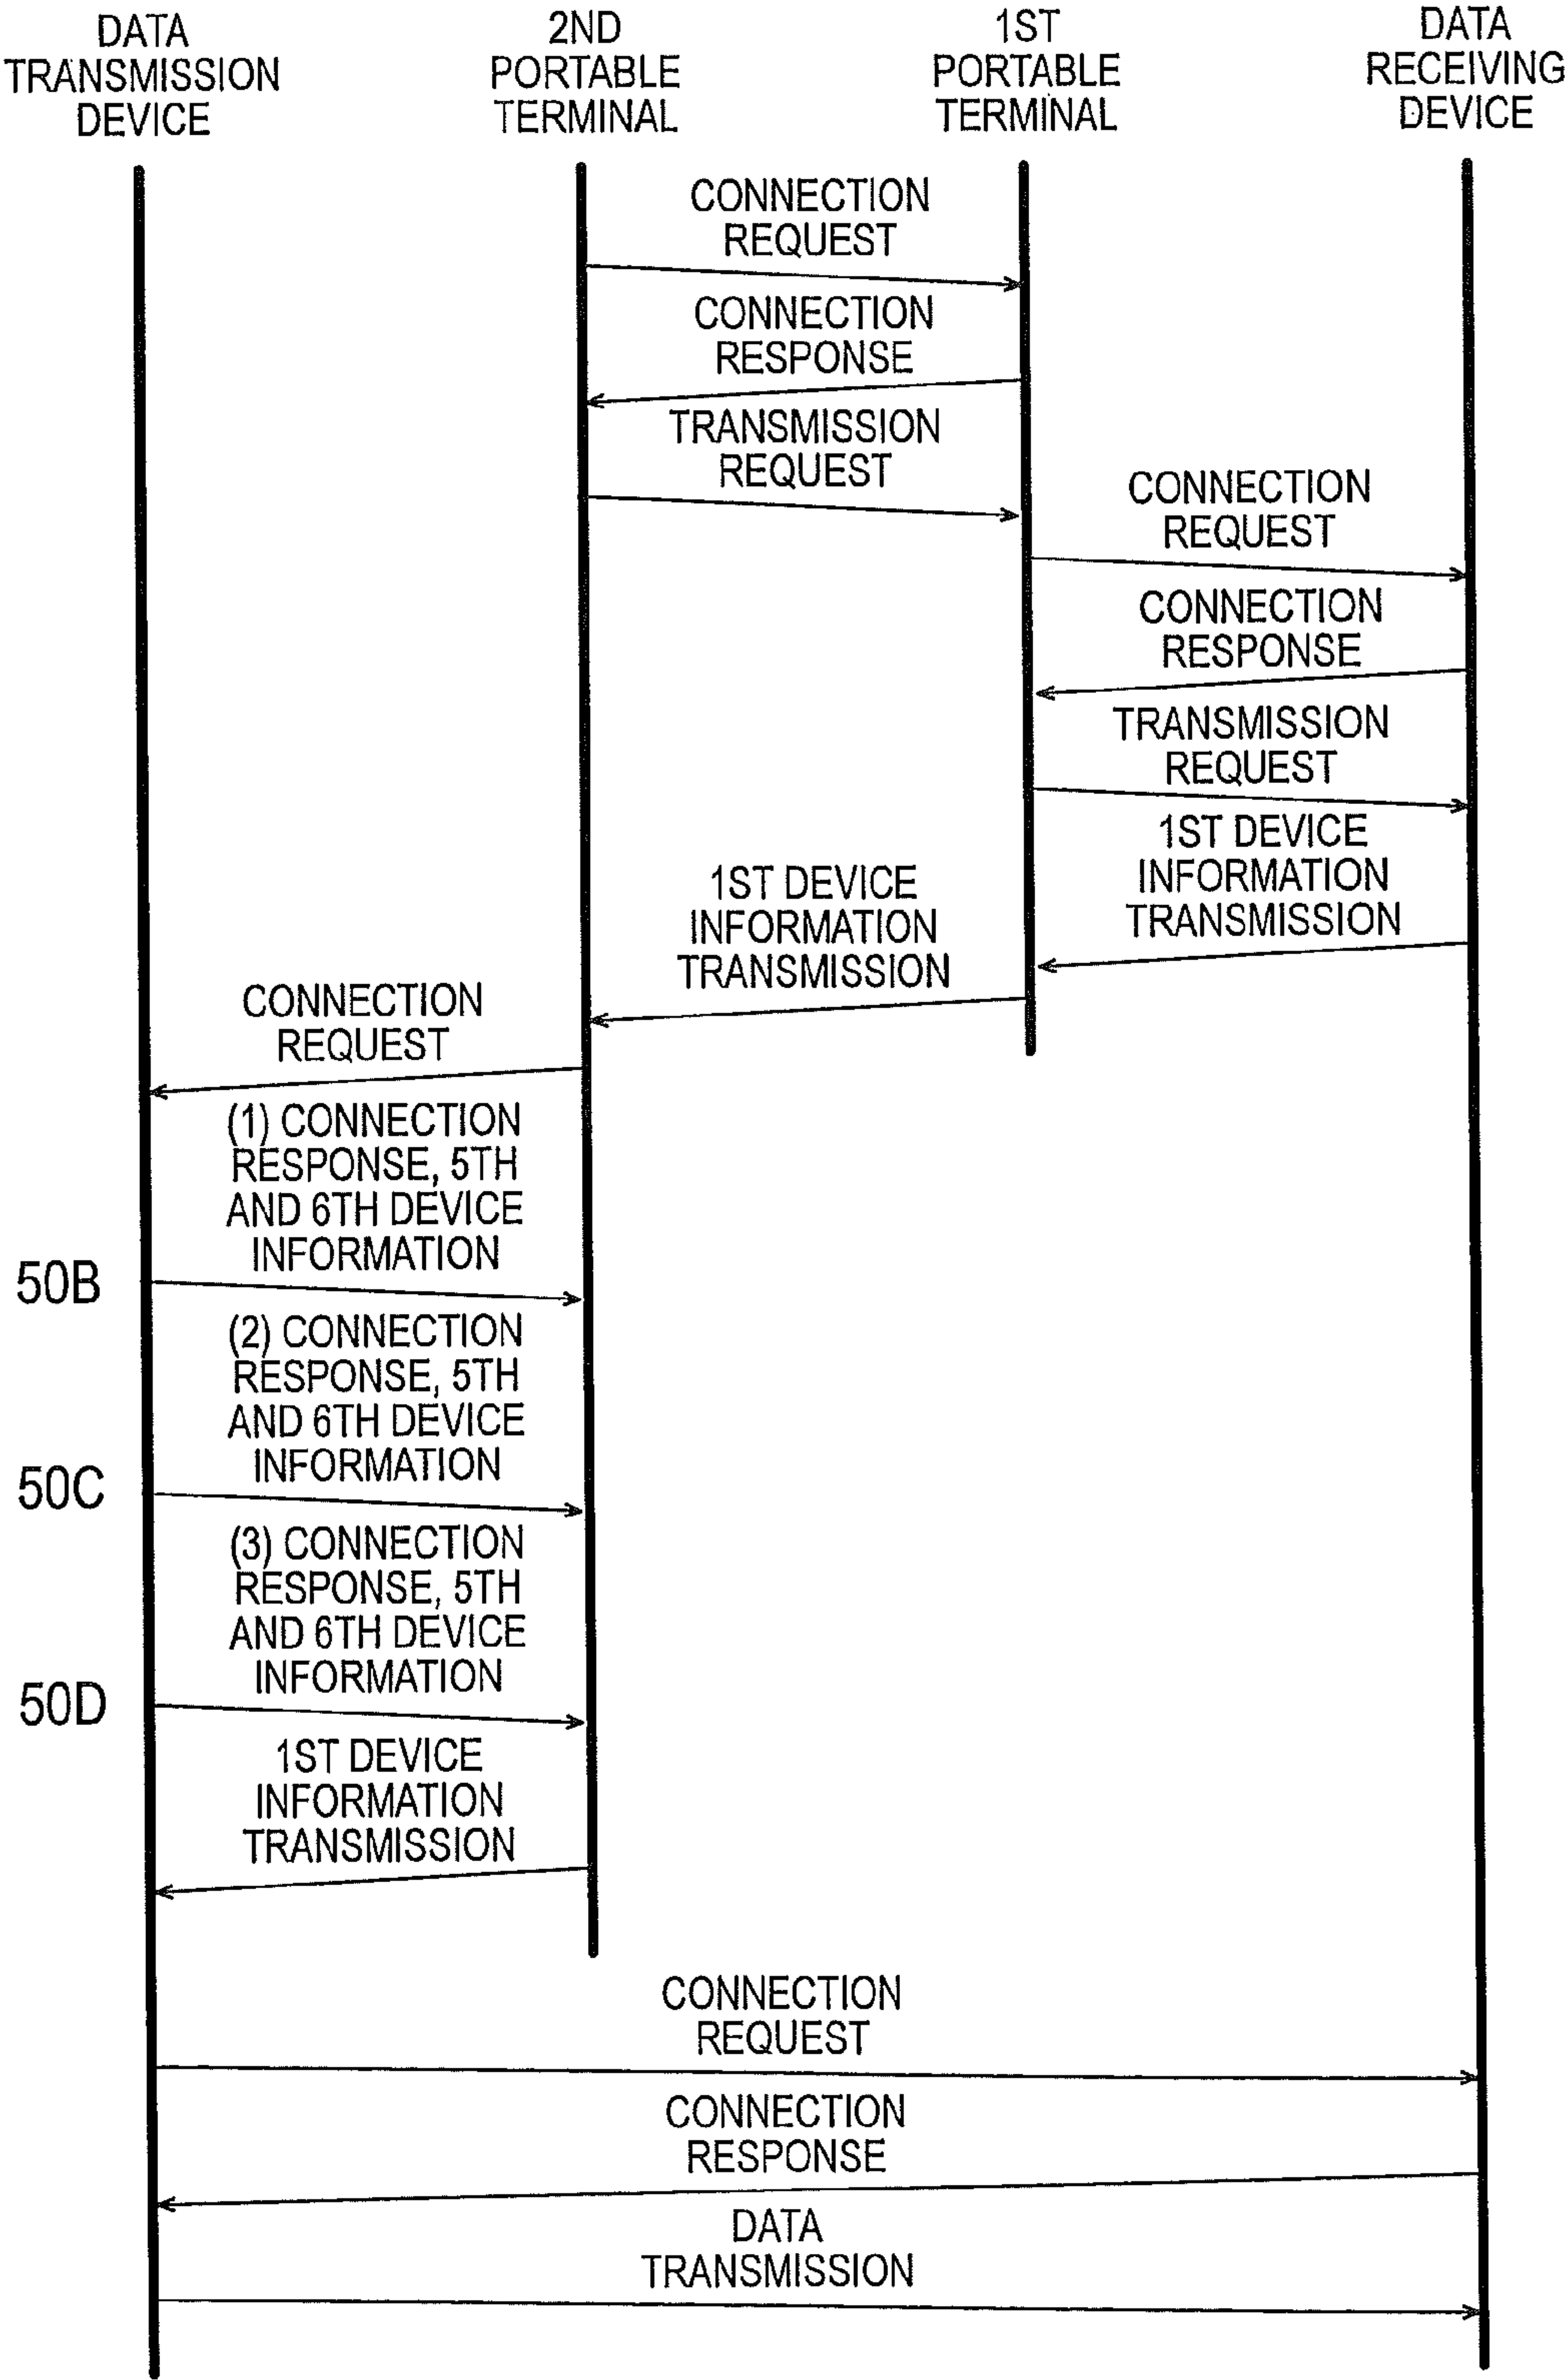 DATA
TRANSMISSION
DEVICE
2ND
PORTABLE
TERMINAL
1ST
PORTABLE
TERMINAL
DATA
RECEIVING
DEVICE
CONNECTION
REQUEST
CONNECTION
RESPONSE
TRANSMISSION
REQUEST
CONNECTION
REQUEST
CONNECTION
RESPONSE
TRANSMISSION
REQUEST
1ST DEVICE
INFORMATION
TRANSMISSION
1ST DEVICE
INFORMATION
TRANSMISSION
CONNECTION
REQUEST
(1) CONNECTION
RESPONSE, 5TH
AND 6TH DEVICE
INFORMATION
50B
(2) CONNECTION
RESPONSE, 5TH
AND 6TH DEVICE
INFORMATION
50C
(3) CONNECTION
RESPONSE, 5TH
AND 6TH DEVICE
INFORMATION
50D
1ST DEVICE
INFORMATION
TRANSMISSION
CONNECTION
REQUEST
CONNECTION
RESPONSE
DATA
TRANSMISSION